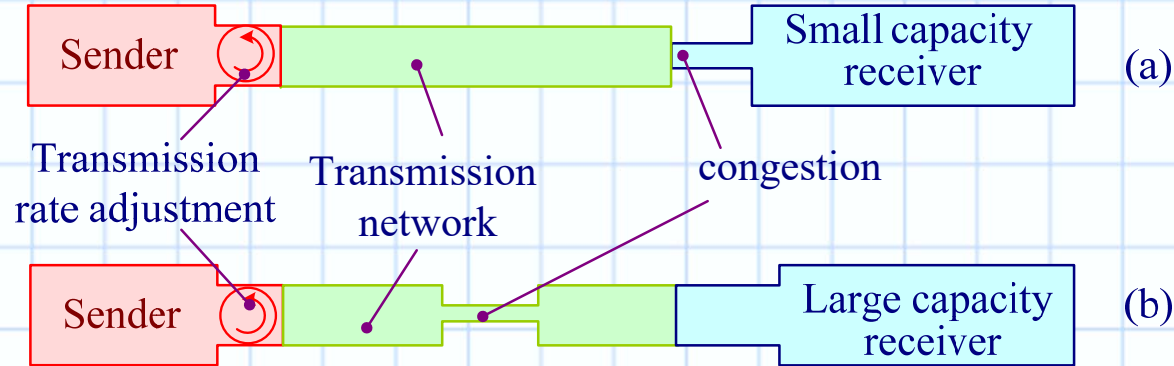 Sender
Small capacity
receiver
(a)
Transmission
rate adjustment
Transmission
network
congestion
Sender
Large capacity
receiver
(b)